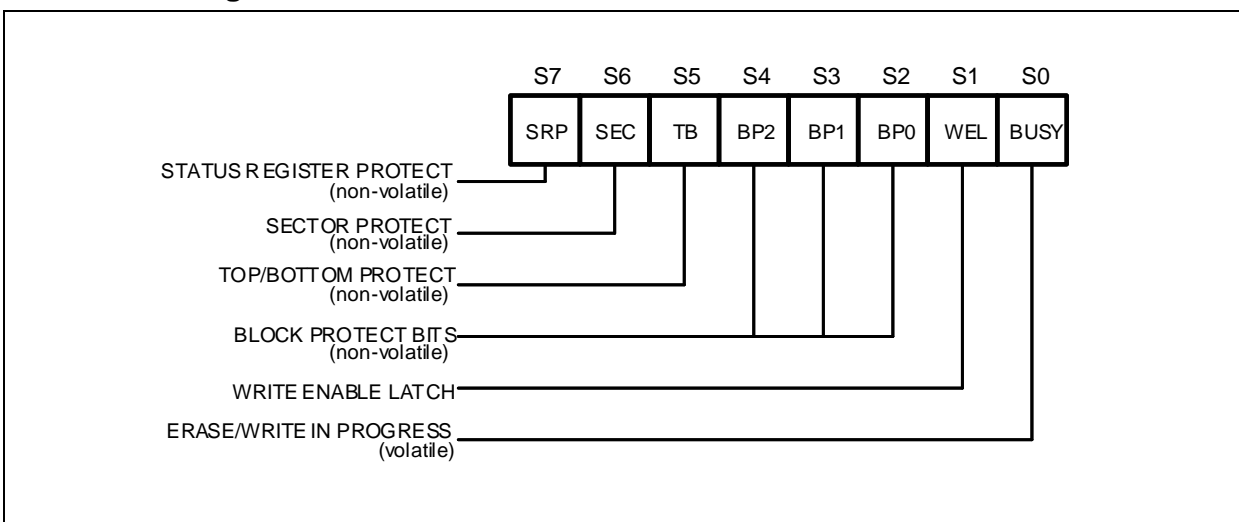 S7 S6 S5 S4 S3 S2 S1 S0
SRP SEC TB BP2 BP1 BP0 WEL BUSY
STATUS REGISTER PROTECT
(non-volatile)
SECTOR PROTECT
(non-volatile)
TOP/BOTTOM PROTECT
(non-volatile)
BLOCK PROTECT BITS
(non-volatile)
WRITE ENABLE LATCH
ERASE/WRITE IN PROGRESS
(volatile)